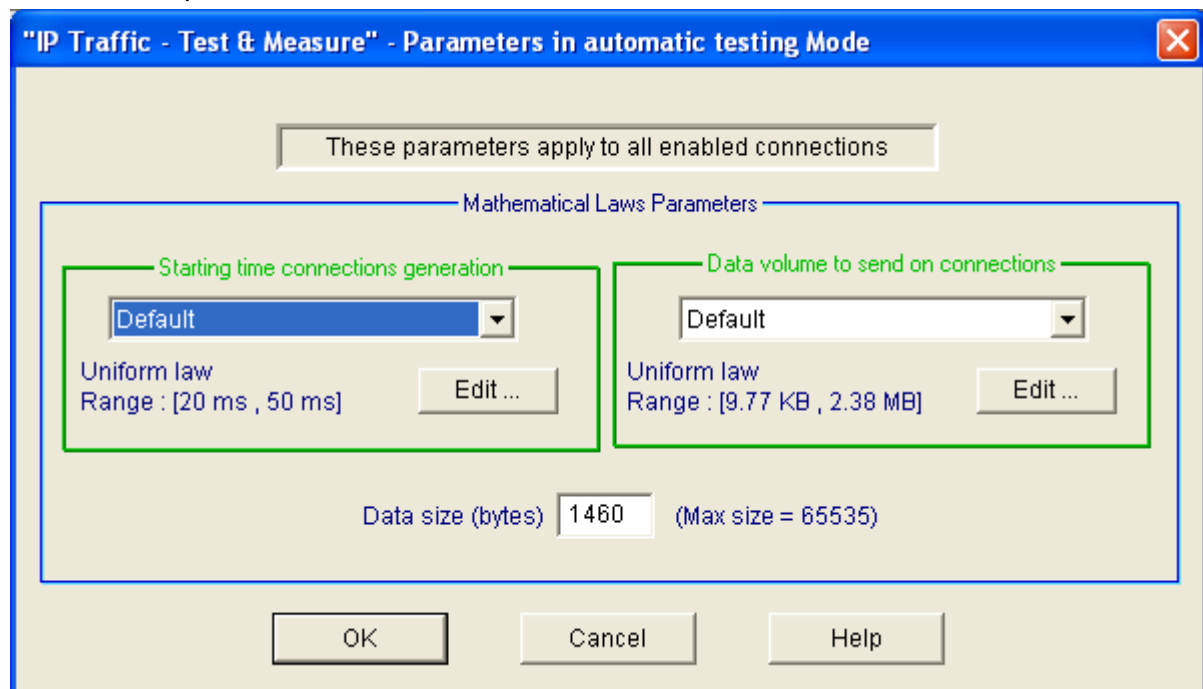 "IP Traffic - Test & Measure" - Parameters in automatic testing Mode
These parameters apply to all enabled connections
Mathematical Laws Parameters
Starting time connections generation
Default
Uniform law
Range : [20 ms , 50 ms]
Edit ...
Data volume to send on connections
Default
Uniform law
Range : [9.77 KB , 2.38 MB]
Edit ...
Data size (bytes) 1460 (Max size = 65535)
OK Cancel Help